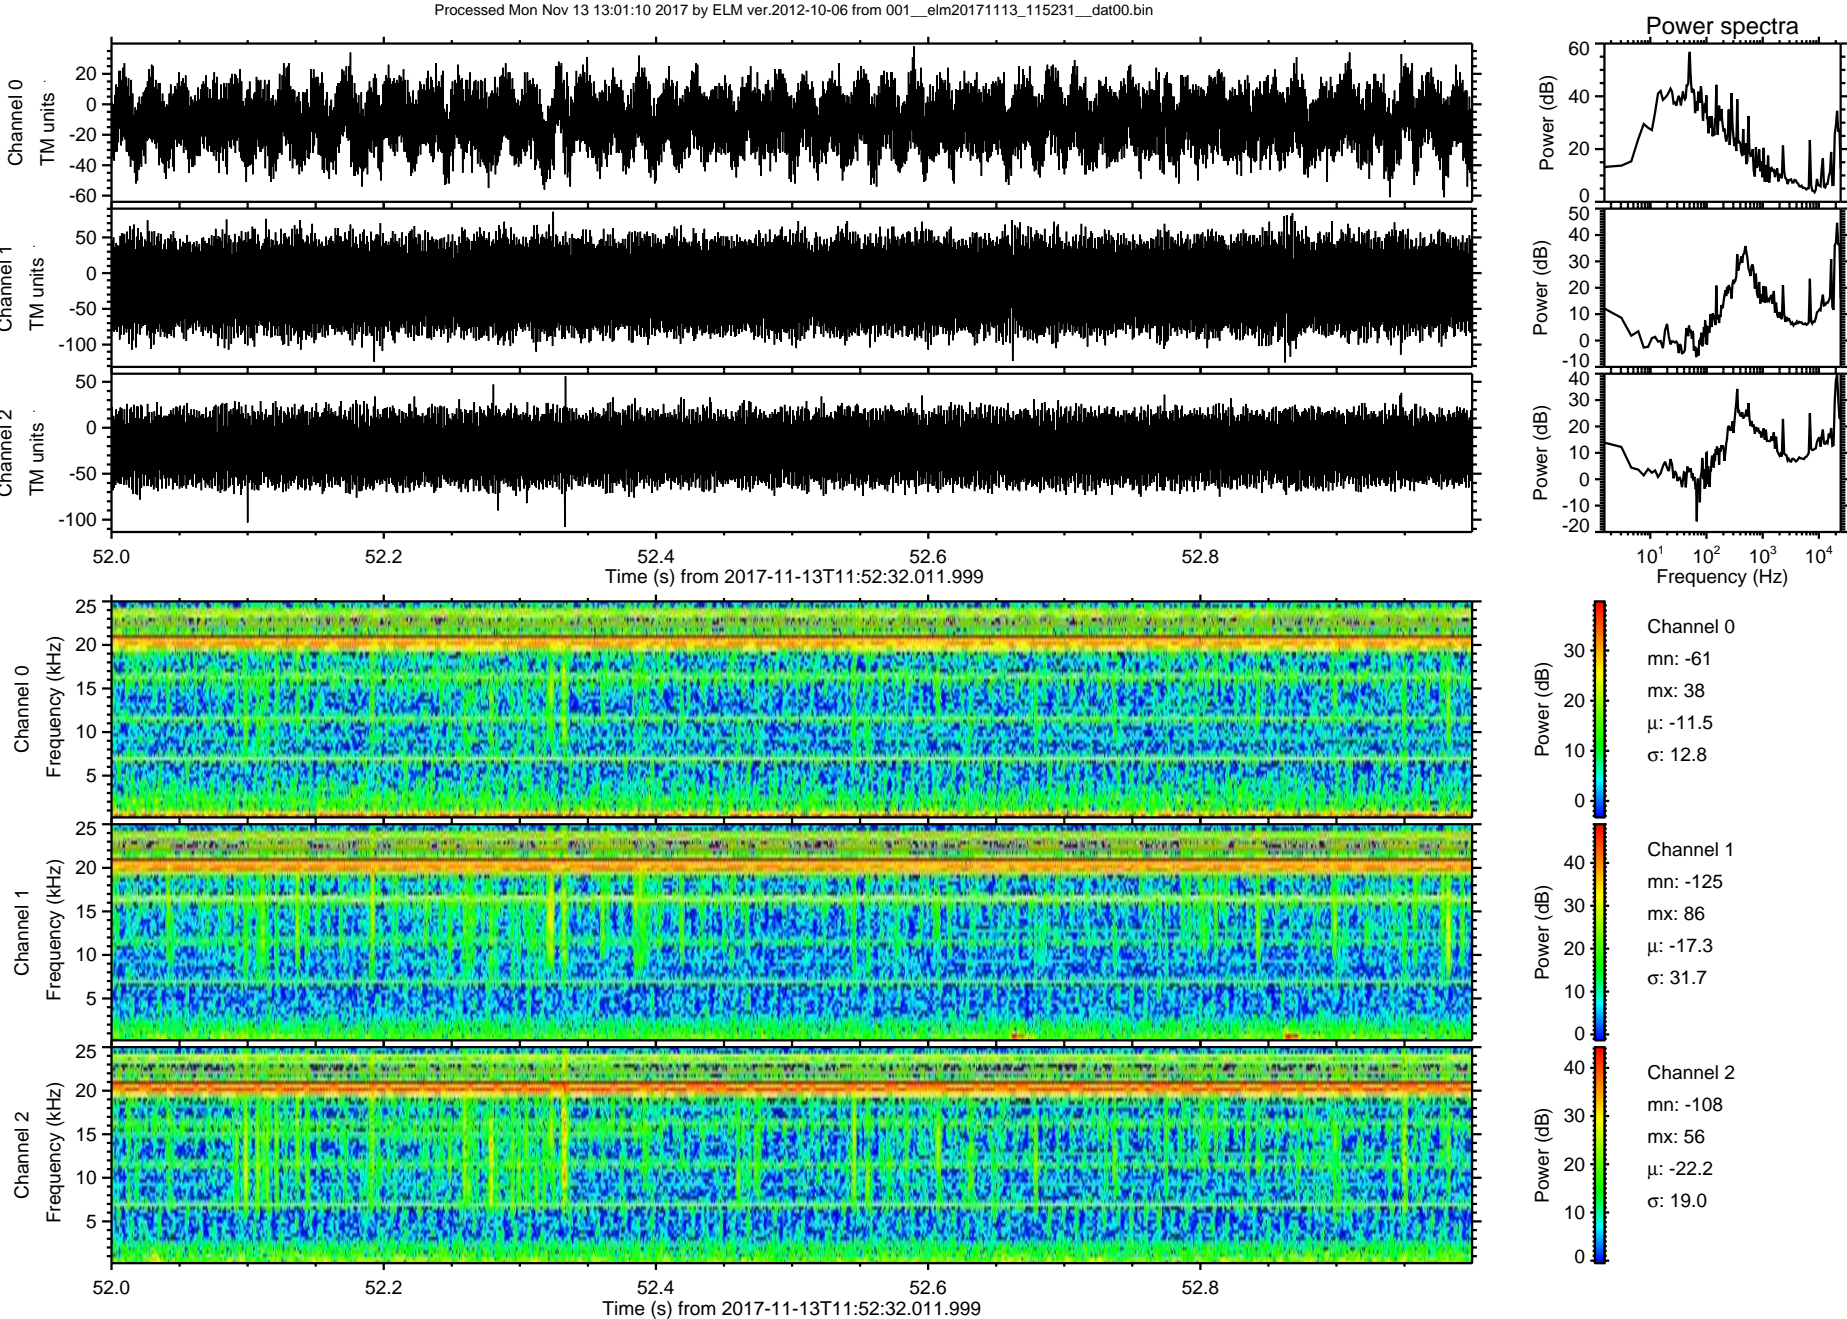 Processed Mon Nov 13 13:01:10 2017 by ELM ver.2012-10-06 from 001__elm20171113_115231__dat00.bin
Power spectra
Channel 0
TM units
20
0
-20
-40
-60
Power (dB)
60
40
20
0
Channel 1
TM units
50
0
-50
-100
Power (dB)
50
40
30
20
10
0
-10
Channel 2
TM units
50
0
-50
-100
Power (dB)
40
30
20
10
0
-10
-20
52.0 52.2 52.4 52.6 52.8
Time (s) from 2017-11-13T11:52:32.011.999
10^1 10^2 10^3 10^4
Frequency (Hz)
Channel 0
Frequency (kHz)
25
20
15
10
5
Power (dB)
30
20
10
0
Channel 0
mn: -61
mx: 38
μ: -11.5
σ: 12.8
Channel 1
Frequency (kHz)
25
20
15
10
5
Power (dB)
40
30
20
10
0
Channel 1
mn: -125
mx: 86
μ: -17.3
σ: 31.7
Channel 2
Frequency (kHz)
25
20
15
10
5
Power (dB)
40
30
20
10
0
Channel 2
mn: -108
mx: 56
μ: -22.2
σ: 19.0
52.0 52.2 52.4 52.6 52.8
Time (s) from 2017-11-13T11:52:32.011.999